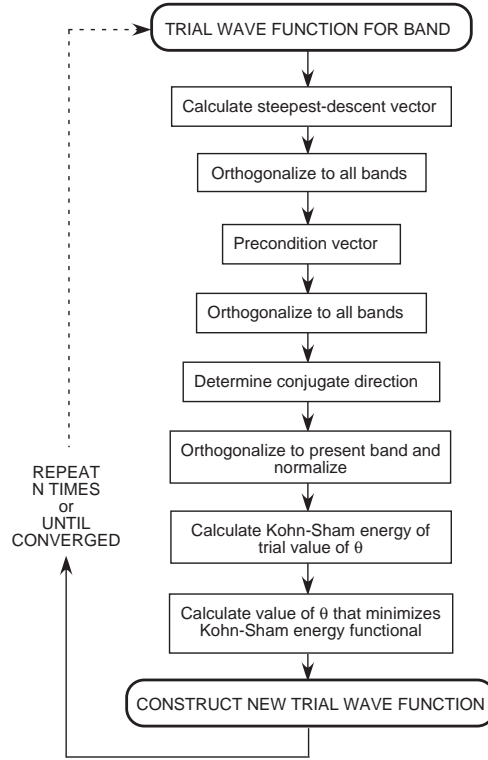 TRIAL WAVE FUNCTION FOR BAND
Calculate steepest-descent vector
Orthogonalize to all bands
Precondition vector
Orthogonalize to all bands
Determine conjugate direction
Orthogonalize to present band and
normalize
Calculate Kohn-Sham energy of
trial value of θ
Calculate value of θ that minimizes
Kohn-Sham energy functional
CONSTRUCT NEW TRIAL WAVE FUNCTION
REPEAT
N TIMES
or
UNTIL
CONVERGED